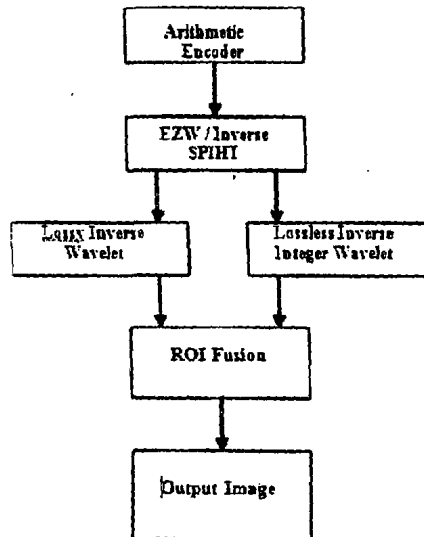 Arithmetic
Encoder
EZW / Inverse
SPIHT
Lossy Inverse
Wavelet
Lossless Inverse
Integer Wavelet
ROI Fusion
Output Image